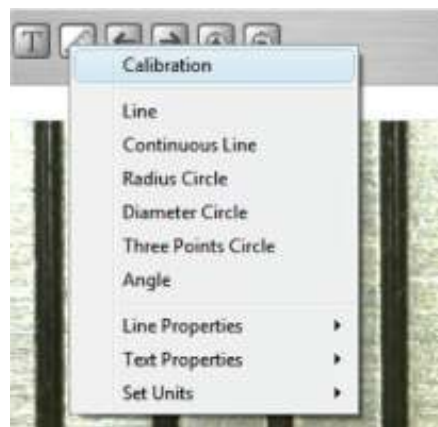 T
Calibration
Line
Continuous Line
Radius Circle
Diameter Circle
Three Points Circle
Angle
Line Properties
Text Properties
Set Units